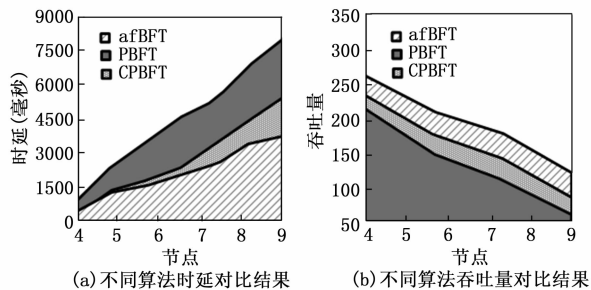 9000
7500
6000
4500
3000
1500
0
时延(毫秒)
afBFT
PBFT
CPBFT
4 5 6 7 8 9
节点
(a)不同算法时延对比结果
350
300
250
200
150
100
50
吞吐量
afBFT
PBFT
CPBFT
4 5 6 7 8 9
节点
(b)不同算法吞吐量对比结果